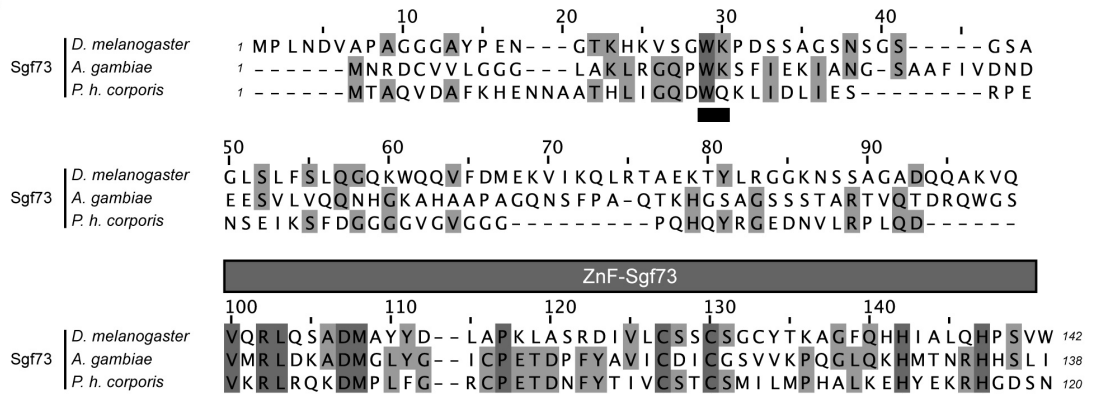 10 20 30 40
Sgf73
D. melanogaster 1 MPLNDVAPAGGGAYPEN---GTKHKVSGWKPDSSAGSNSGS-----GSA
A. gambiae 1 ------MNRDCVVLGGG---LAKLRGQPWKSFIEKIANG-SAAFIVDND
P. h. corporis 1 ------MTAQVDAFKHENNAATHLIGQDWQKLIDLIES--------RPE
50 60 70 80 90
Sgf73
D. melanogaster GLSLFSLQGQKWQQVFDMEKVIKQLRTAEKTYLRGGKNSSAGADQQAKVQ
A. gambiae EESVLVQQNHGKAHAAPAGQNSFPA-QTKHGSAGSSSTARTVQTDRQWGS
P. h. corporis NSEIKSFDGGGGVGVGGG---------PQHQYRGEDNVLRPLQD------
ZnF-Sgf73
100 110 120 130 140
Sgf73
D. melanogaster VQRLQSADMAYYD--LAPKLASRDIVLCSSCSGCYTKAGFQHHIALQHPSVW 142
A. gambiae VMRLDKADMGLYG--ICPETDPFYAVICDICGSVVKPQGLQKHMTNRHHSLI 138
P. h. corporis VKRLRQKDMPLFG--RCPETDNFYTIVCSTCSMILMPHALKEHYEKRHGDSN 120